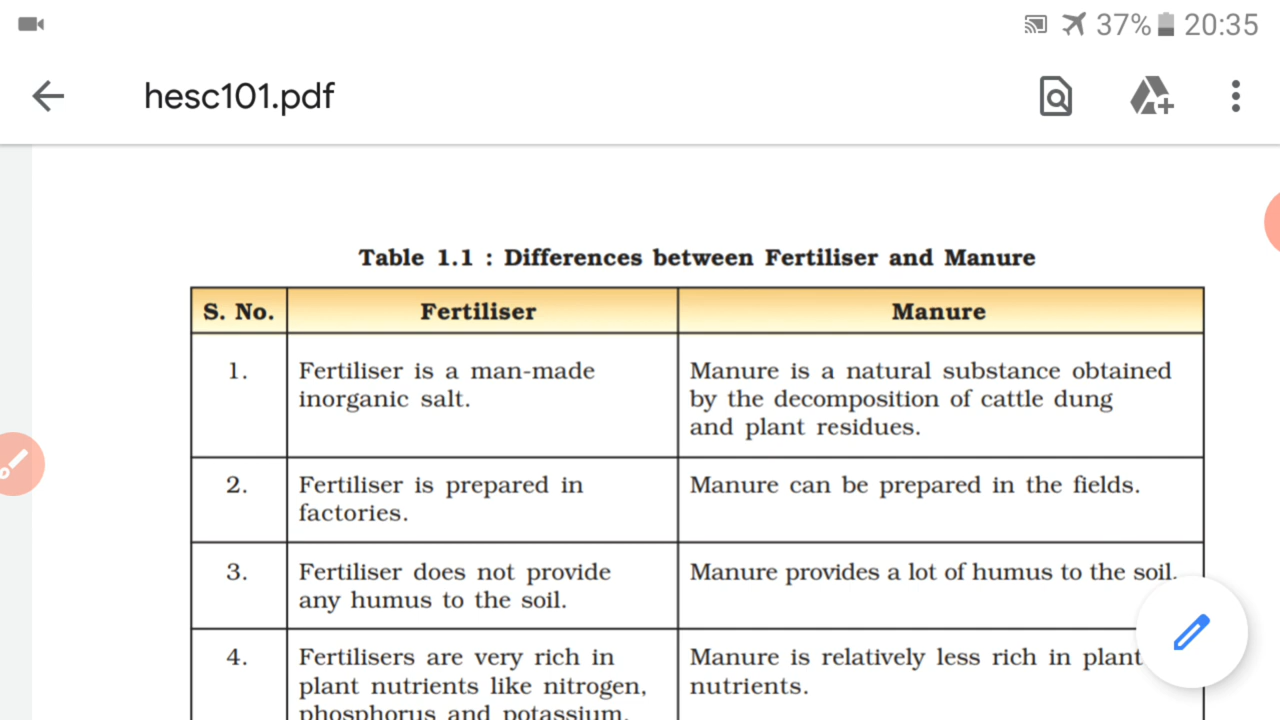 37% 20:35
hesc101.pdf
Table 1.1 : Differences between Fertiliser and Manure
S. No. Fertiliser Manure
1. Fertiliser is a man-made Manure is a natural substance obtained
inorganic salt. by the decomposition of cattle dung
and plant residues.
2. Fertiliser is prepared in Manure can be prepared in the fields.
factories.
3. Fertiliser does not provide Manure provides a lot of humus to the soil.
any humus to the soil.
4. Fertilisers are very rich in Manure is relatively less rich in plant
plant nutrients like nitrogen, nutrients.
phosphorus and potassium.